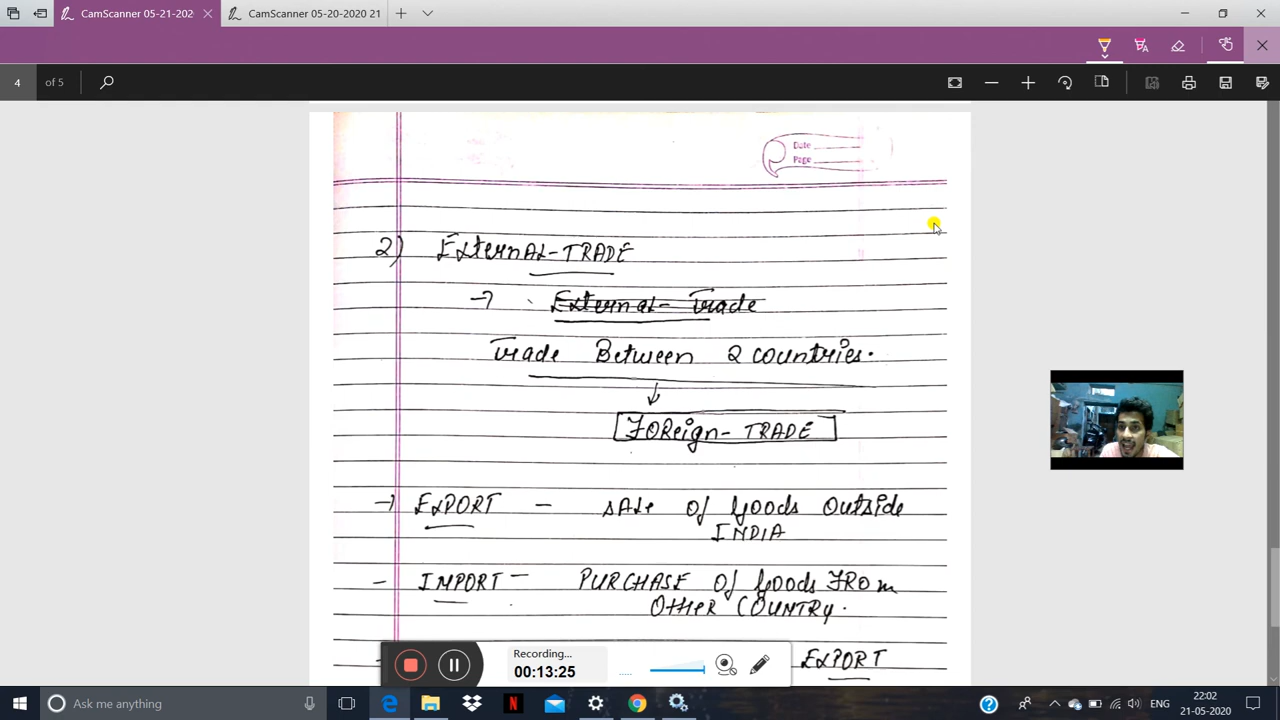 CamScanner 05-21-2020
CamScanner 05-20-2020 21
4 of 5
Date
Page
2) External-TRADE
→ External-Trade
Trade Between 2 countries.
FOReign-TRADE
→ EXPORT - sALe of Goods Outside
INDIA
- IMPORT - PURCHASE of Goods FROm
OTHER COUNTRY.
EXPORT
Recording...
00:13:25
Ask me anything
ENG
22:02
21-05-2020